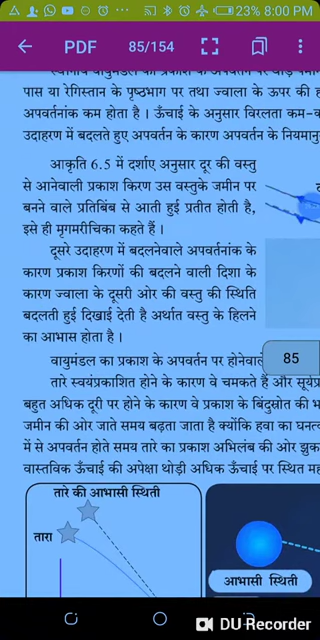 23% 8:00 PM
PDF 85/154
पास या रेगिस्तान के पृष्ठभाग पर तथा ज्वाला के ऊपर की ह
अपवर्तनांक कम होता है । ऊँचाई के अनुसार विरलता कम-क
उदाहरण में बदलते हुए अपवर्तन के कारण अपवर्तन के नियमानु
आकृति 6.5 में दर्शाए अनुसार दूर की वस्तु
से आनेवाली प्रकाश किरण उस वस्तुके जमीन पर
बनने वाले प्रतिबिंब से आती हुई प्रतीत होती है,
इसे ही मृगमरीचिका कहते हैं ।
दूसरे उदाहरण में बदलनेवाले अपवर्तनांक के
कारण प्रकाश किरणों की बदलने वाली दिशा के
कारण ज्वाला के दूसरी ओर की वस्तु की स्थिति
बदलती हुई दिखाई देती है अर्थात वस्तु के हिलने
का आभास होता है ।
85
वायुमंडल का प्रकाश के अपवर्तन पर होनेवाले
तारे स्वयंप्रकाशित होने के कारण वे चमकते हैं और सूर्यप्र
बहुत अधिक दूरी पर होने के कारण वे प्रकाश के बिंदुस्रोत की भ
जमीन की ओर जाते समय बढ़ता जाता है क्योंकि हवा का घनत्व
में से अपवर्तन होते समय तारे का प्रकाश अभिलंब की ओर झुक
वास्तविक ऊँचाई की अपेक्षा थोड़ी अधिक ऊँचाई पर स्थित मह
तारे की आभासी स्थिती
तारा
आभासी स्थिति
DU Recorder